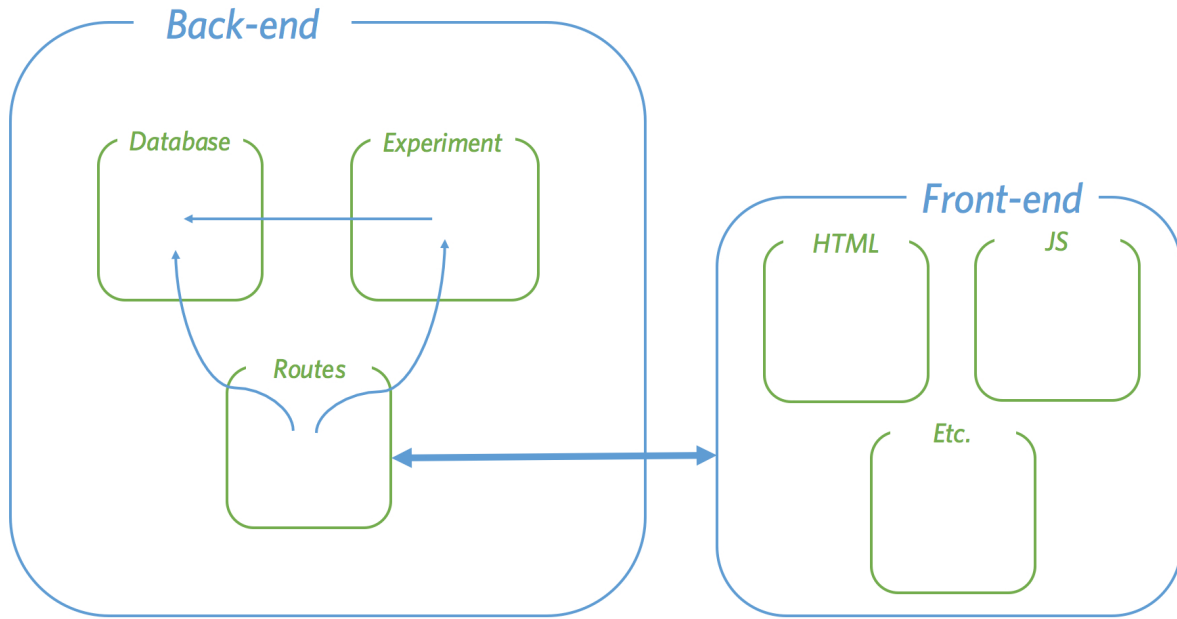 Back-end
Database
Experiment
Routes
Front-end
HTML
JS
Etc.